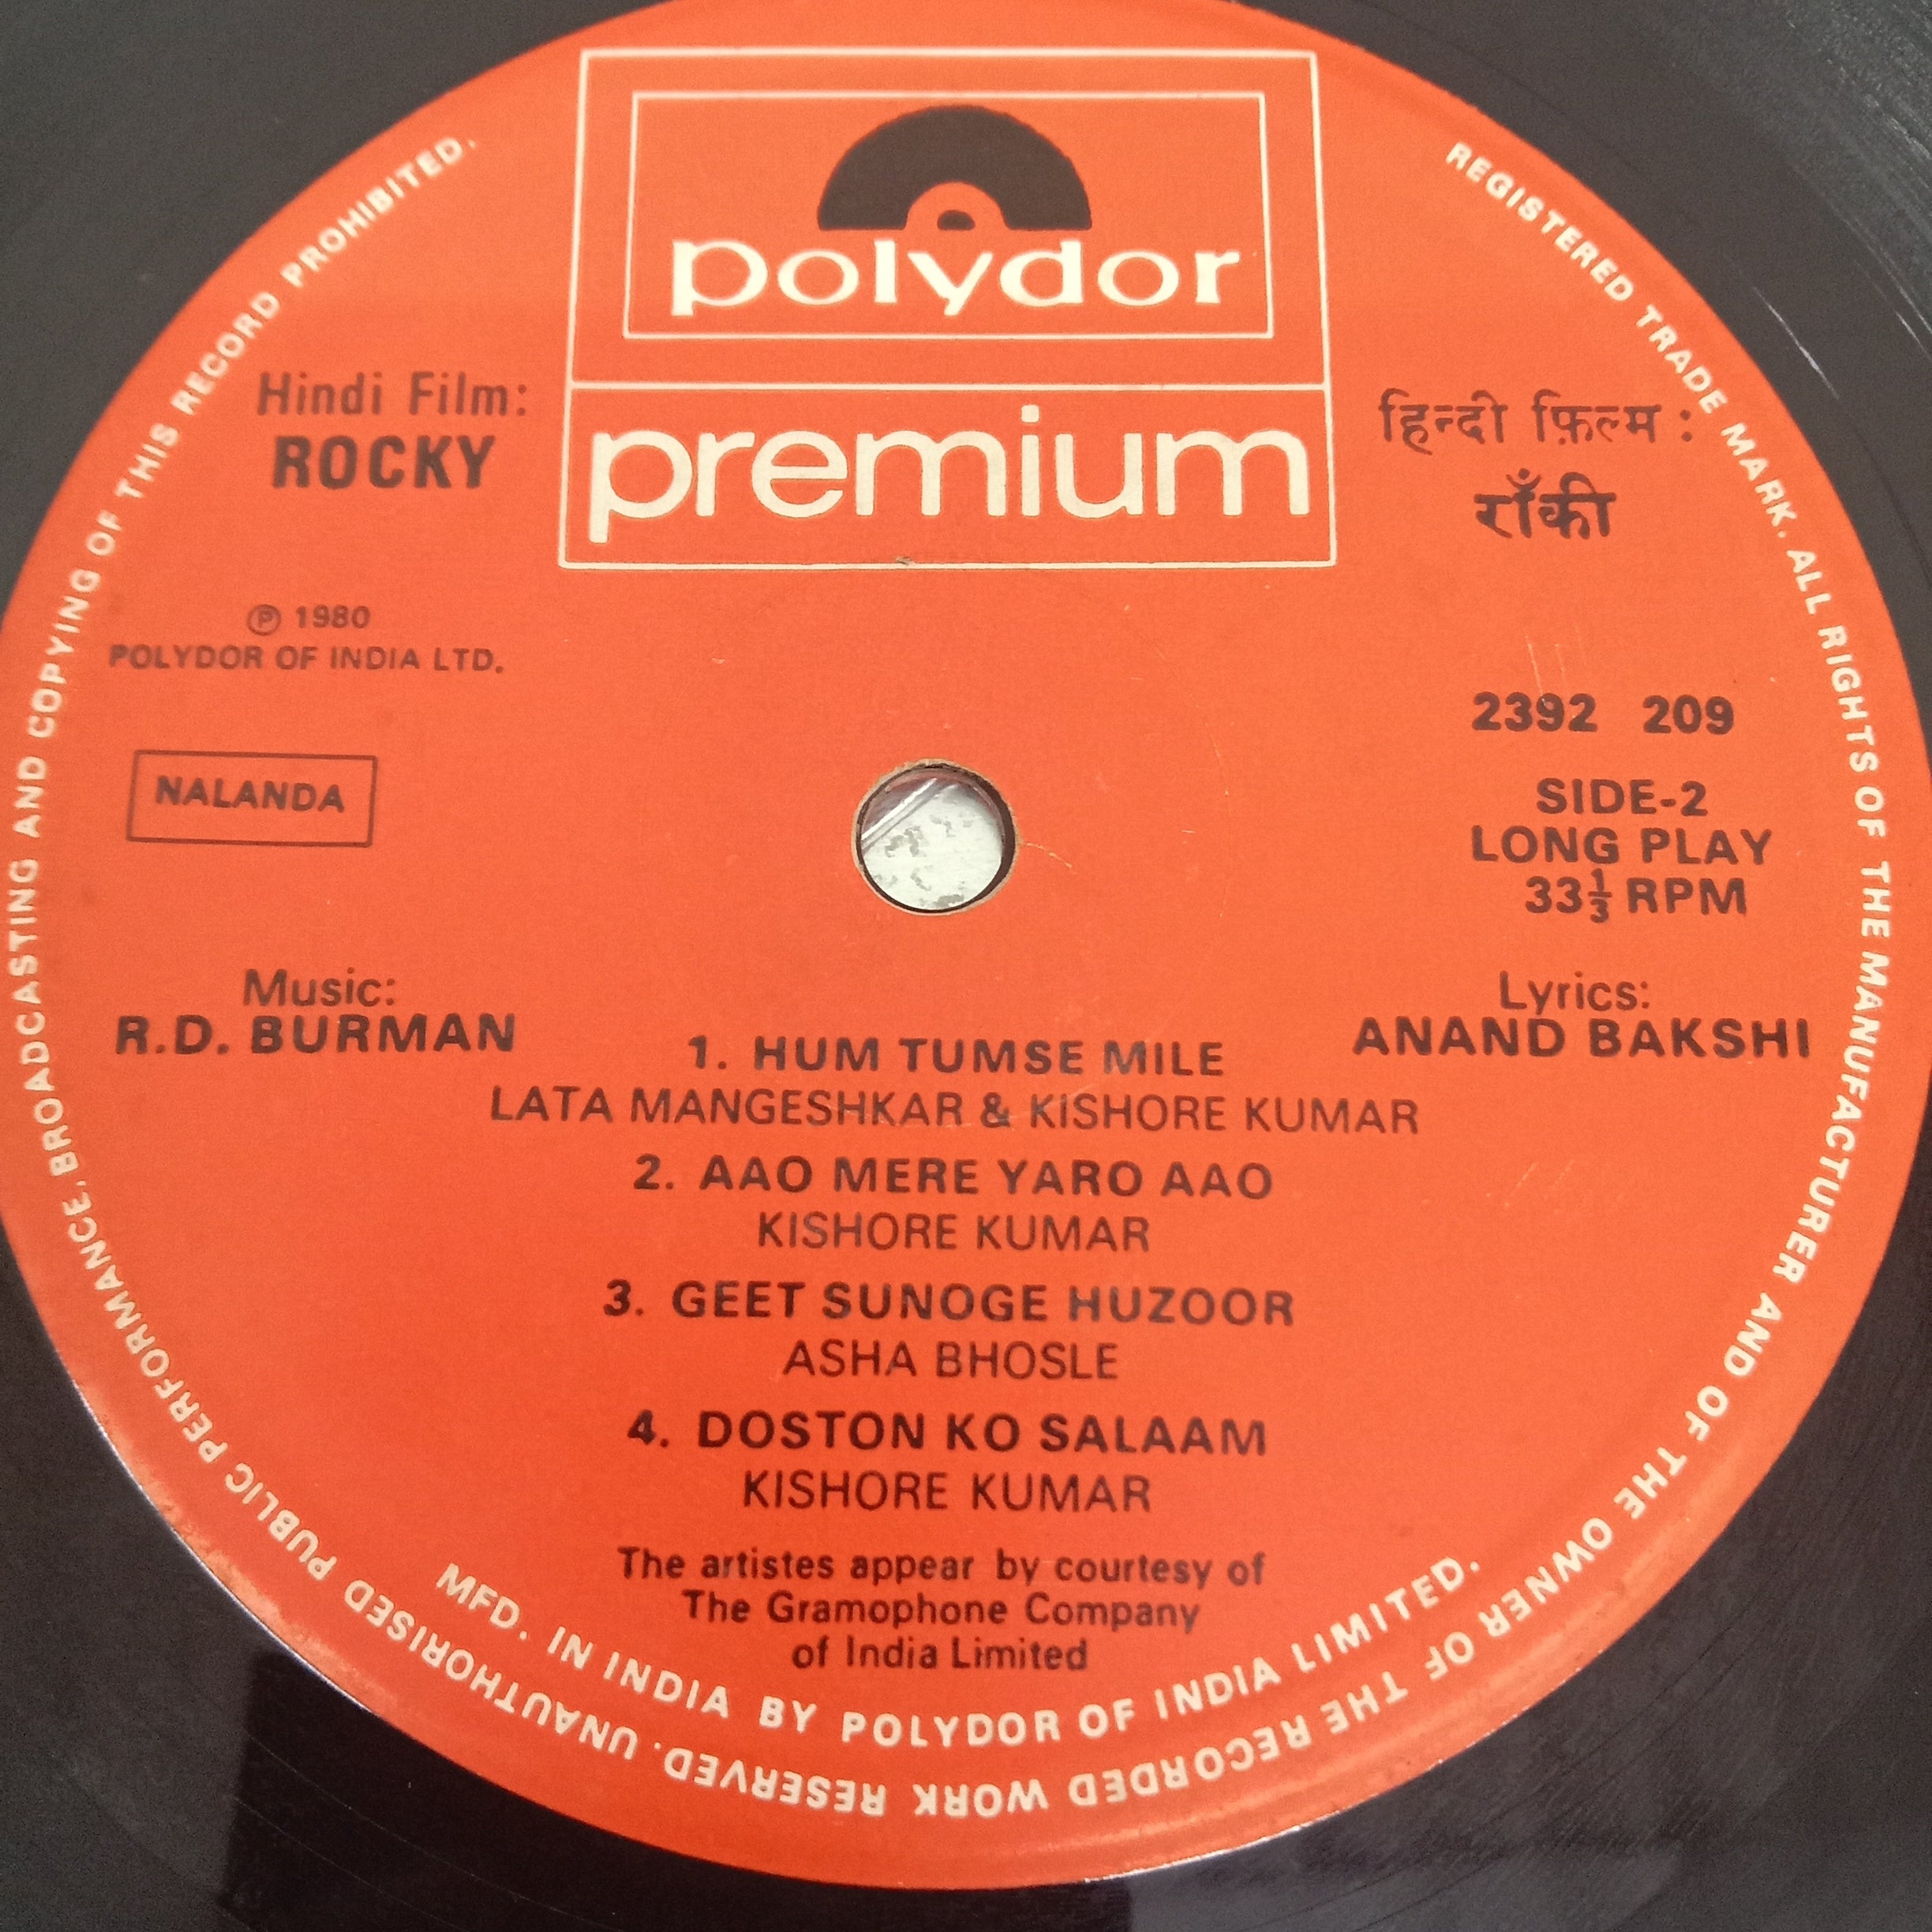 polydor
premium
Hindi Film:
ROCKY
हिन्दी फ़िल्म :
रॉंकी
℗ 1980
POLYDOR OF INDIA LTD.
NALANDA
2392 209
SIDE-2
LONG PLAY
33⅓ RPM
Music:
R.D. BURMAN
Lyrics:
ANAND BAKSHI
1. HUM TUMSE MILE
LATA MANGESHKAR & KISHORE KUMAR
2. AAO MERE YARO AAO
KISHORE KUMAR
3. GEET SUNOGE HUZOOR
ASHA BHOSLE
4. DOSTON KO SALAAM
KISHORE KUMAR
The artistes appear by courtesy of
The Gramophone Company
of India Limited
MFD. IN INDIA BY POLYDOR OF INDIA LIMITED.
REGISTERED TRADE MARK. ALL RIGHTS OF THE MANUFACTURER AND OF THE OWNER OF THE RECORDED WORK RESERVED. UNAUTHORISED PUBLIC PERFORMANCE, BROADCASTING AND COPYING OF THIS RECORD PROHIBITED.